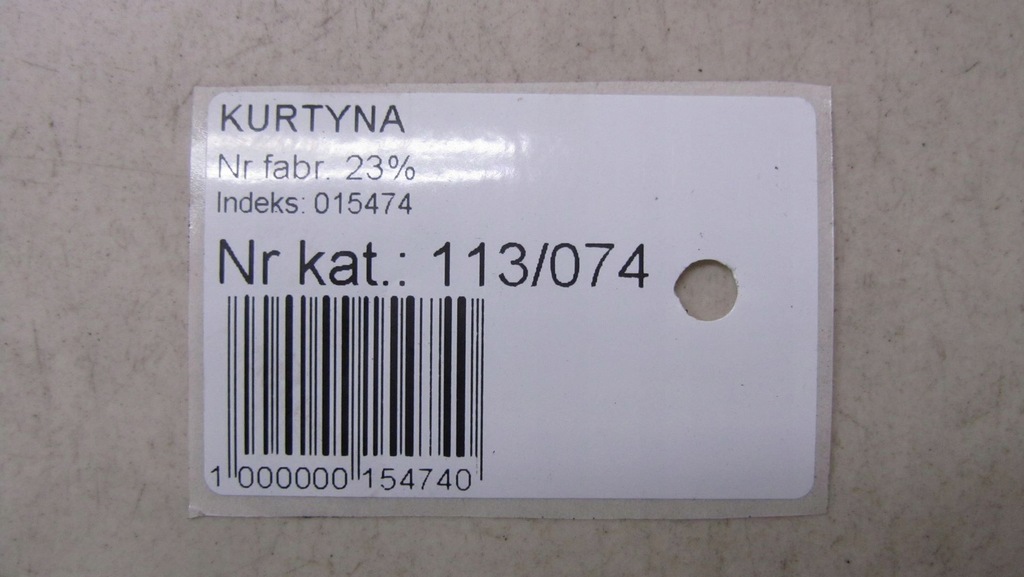 KURTYNA
Nr fabr. 23%
Indeks: 015474
Nr kat.: 113/074
1 000000 154740